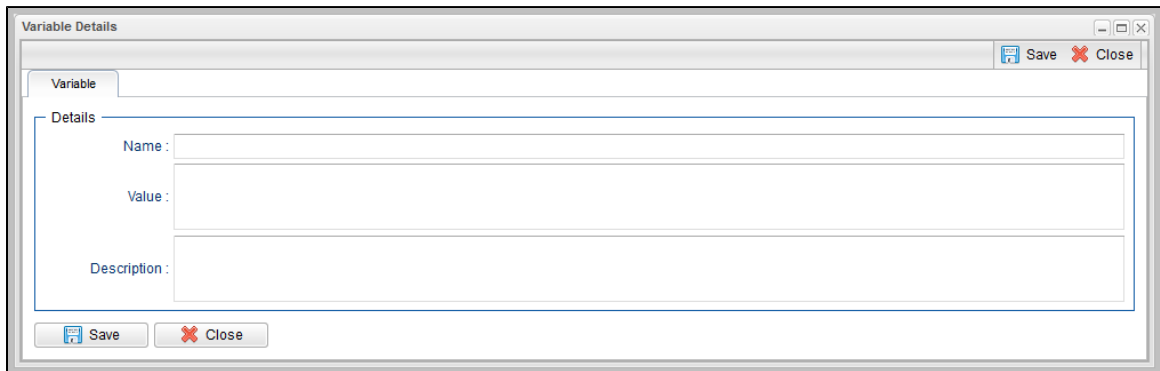 Variable Details
Save Close
Variable
Details
Name :
Value :
Description :
Save Close